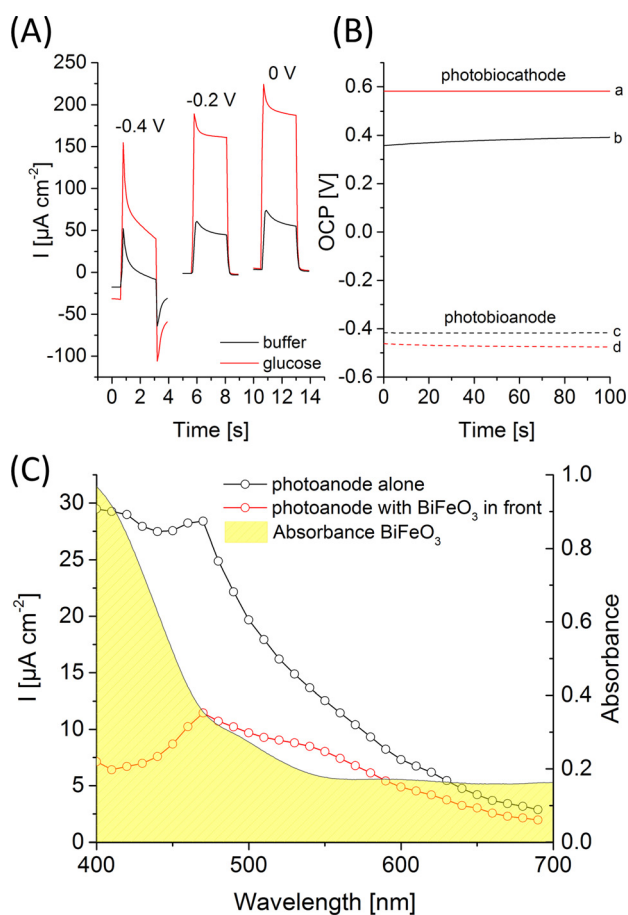 (A)
250
200
150
100
50
0
-50
-100
I [µA cm⁻²]
-0.4 V
-0.2 V
0 V
buffer
glucose
0 2 4 6 8 10 12 14
Time [s]
(B)
0.6
0.4
0.2
0.0
-0.2
-0.4
-0.6
OCP [V]
photobiocathode
a
b
photobioanode
c
d
0 20 40 60 80 100
Time [s]
(C)
30
25
20
15
10
5
0
I [µA cm⁻²]
photoanode alone
photoanode with BiFeO₃ in front
Absorbance BiFeO₃
1.0
0.8
0.6
0.4
0.2
0.0
Absorbance
400 500 600 700
Wavelength [nm]